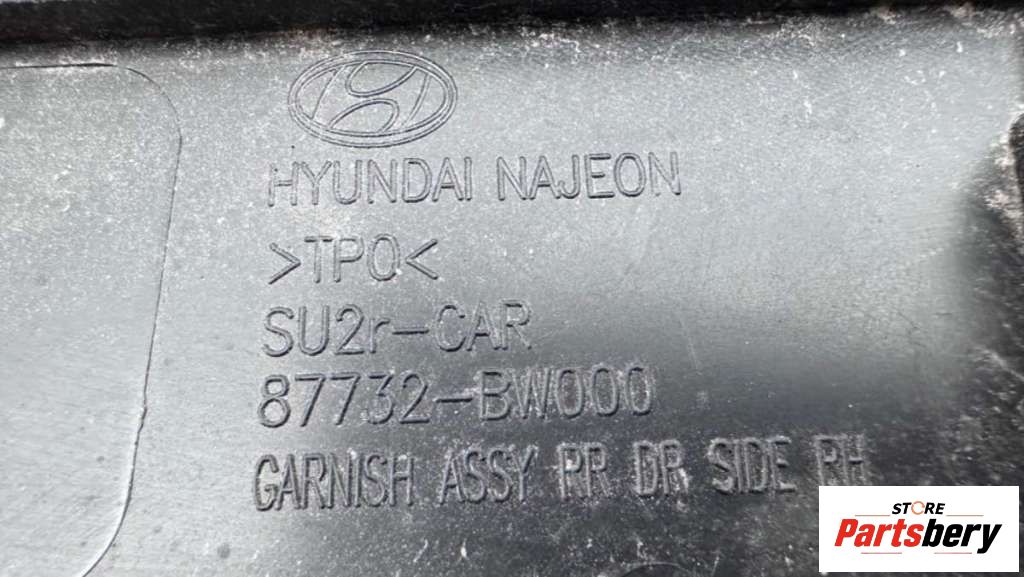 HYUNDAI NAJEON
>TPO<
SU2r-CAR
87732-BW000
GARNISH ASSY RR DR SIDE RH
STORE
Partsbery